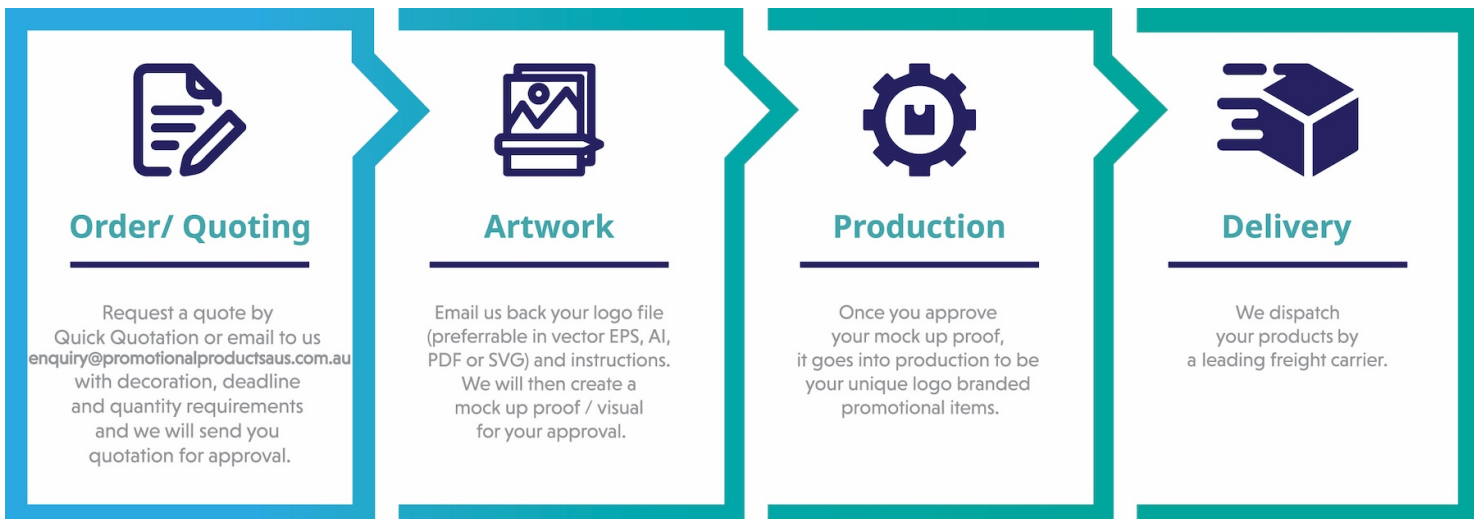 Order/ Quoting
Request a quote by
Quick Quotation or email to us
enquiry@promotionalproductsaus.com.au
with decoration, deadline
and quantity requirements
and we will send you
quotation for approval.
Artwork
Email us back your logo file
(preferrable in vector EPS, AI,
PDF or SVG) and instructions.
We will then create a
mock up proof / visual
for your approval.
Production
Once you approve
your mock up proof,
it goes into production to be
your unique logo branded
promotional items.
Delivery
We dispatch
your products by
a leading freight carrier.